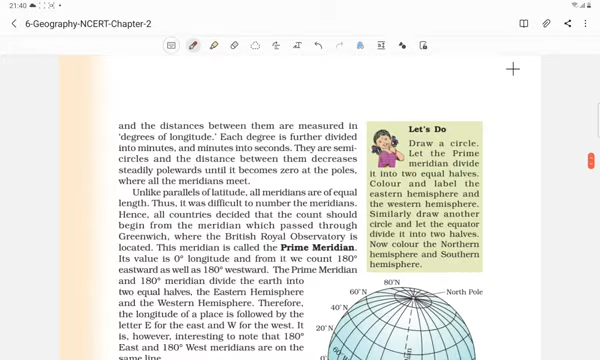 21:40
6-Geography-NCERT-Chapter-2
and the distances between them are measured in
'degrees of longitude.' Each degree is further divided
into minutes, and minutes into seconds. They are semi-
circles and the distance between them decreases
steadily polewards until it becomes zero at the poles,
where all the meridians meet.
Unlike parallels of latitude, all meridians are of equal
length. Thus, it was difficult to number the meridians.
Hence, all countries decided that the count should
begin from the meridian which passed through
Greenwich, where the British Royal Observatory is
located. This meridian is called the Prime Meridian.
Its value is 0° longitude and from it we count 180°
eastward as well as 180° westward. The Prime Meridian
and 180° meridian divide the earth into
two equal halves, the Eastern Hemisphere
and the Western Hemisphere. Therefore,
the longitude of a place is followed by the
letter E for the east and W for the west. It
is, however, interesting to note that 180°
East and 180° West meridians are on the
same line.
Let's Do
Draw a circle.
Let the Prime
meridian divide
it into two equal halves.
Colour and label the
eastern hemisphere and
the western hemisphere.
Similarly draw another
circle and let the equator
divide it into two halves.
Now colour the Northern
hemisphere and Southern
hemisphere.
80°N
60°N
North Pole
40°N
20°N
0°